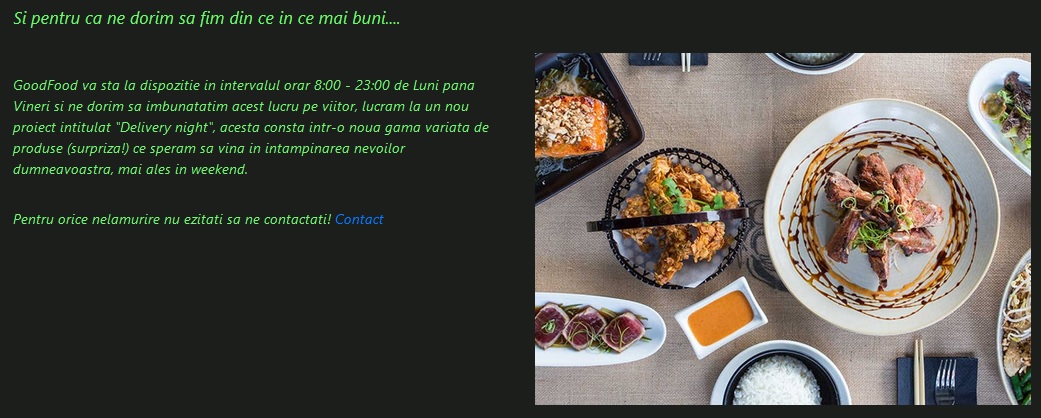 Si pentru ca ne dorim sa fim din ce in ce mai buni....
GoodFood va sta la dispozitie in intervalul orar 8:00 - 23:00 de Luni pana
Vineri si ne dorim sa imbunatatim acest lucru pe viitor, lucram la un nou
proiect intitulat "Delivery night", acesta consta intr-o noua gama variata de
produse (surpriza!) ce speram sa vina in intampinarea nevoilor
dumneavoastra, mai ales in weekend.
Pentru orice nelamurire nu ezitati sa ne contactati! Contact